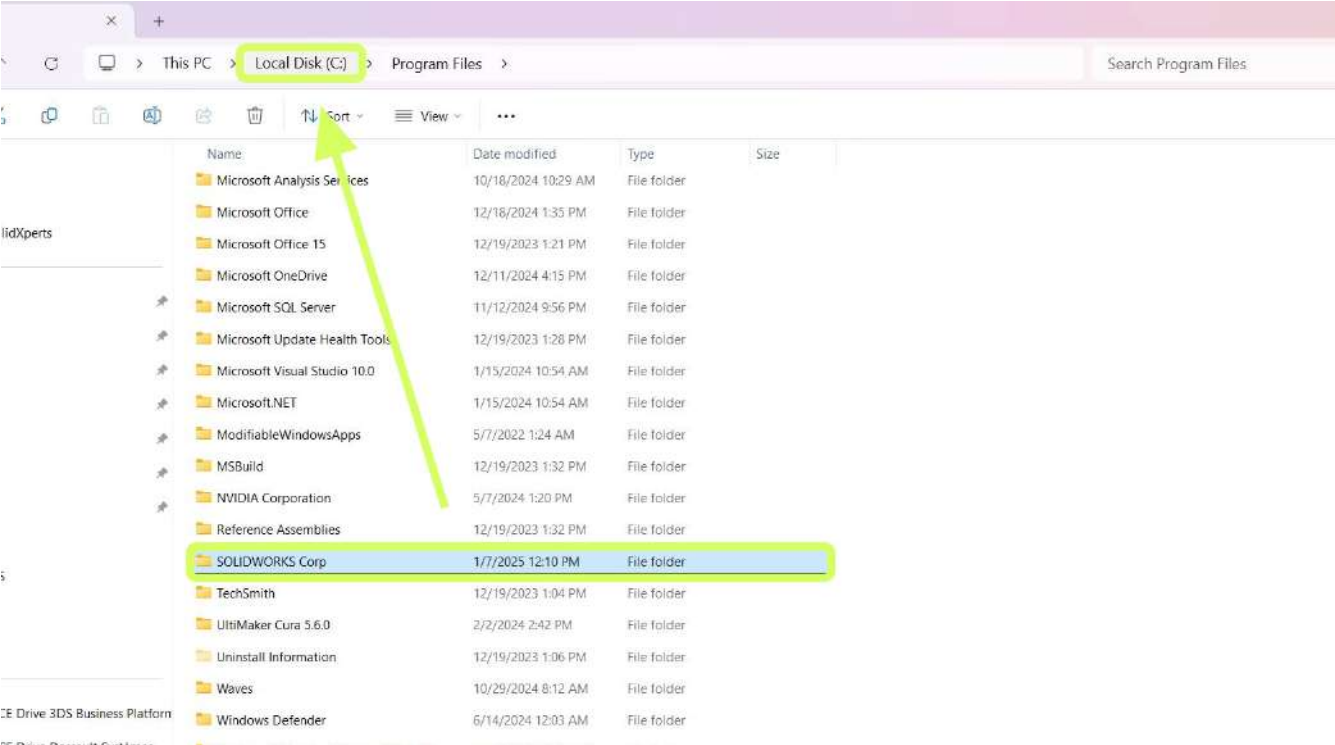 This PC > Local Disk (C:) > Program Files >
Search Program Files
Sort
View
Name Date modified Type Size
Microsoft Analysis Services 10/18/2024 10:29 AM File folder
Microsoft Office 12/18/2024 1:35 PM File folder
lidXperts
Microsoft Office 15 12/19/2023 1:21 PM File folder
Microsoft OneDrive 12/11/2024 4:15 PM File folder
Microsoft SQL Server 11/12/2024 9:56 PM File folder
Microsoft Update Health Tools 12/19/2023 1:28 PM File folder
Microsoft Visual Studio 10.0 1/15/2024 10:54 AM File folder
Microsoft.NET 1/15/2024 10:54 AM File folder
ModifiableWindowsApps 5/7/2022 1:24 AM File folder
MSBuild 12/19/2023 1:32 PM File folder
NVIDIA Corporation 5/7/2024 1:20 PM File folder
Reference Assemblies 12/19/2023 1:32 PM File folder
SOLIDWORKS Corp 1/7/2025 12:10 PM File folder
TechSmith 12/19/2023 1:04 PM File folder
UltiMaker Cura 5.6.0 2/2/2024 2:42 PM File folder
Uninstall Information 12/19/2023 1:06 PM File folder
Waves 10/29/2024 8:12 AM File folder
CE Drive 3DS Business Platform
Windows Defender 6/14/2024 12:03 AM File folder